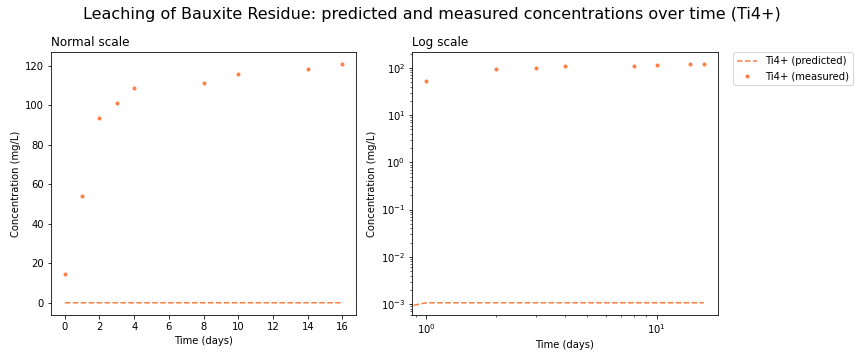 Leaching of Bauxite Residue: predicted and measured concentrations over time (Ti4+)
Normal scale
Concentration (mg/L)
120
100
80
60
40
20
0
0 2 4 6 8 10 12 14 16
Time (days)
Log scale
Concentration (mg/L)
10²
10¹
10⁰
10⁻¹
10⁻²
10⁻³
10⁰ 10¹
Time (days)
Ti4+ (predicted)
Ti4+ (measured)